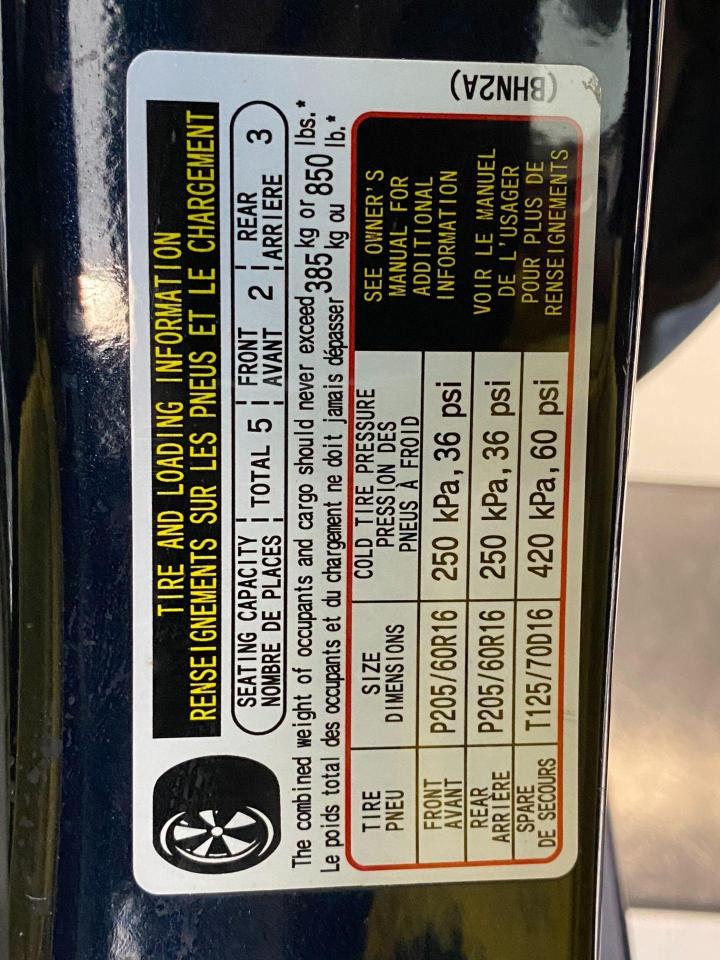 TIRE AND LOADING INFORMATION
RENSEIGNEMENTS SUR LES PNEUS ET LE CHARGEMENT
SEATING CAPACITY TOTAL 5 FRONT 2 REAR 3
NOMBRE DE PLACES AVANT ARRIÈRE
The combined weight of occupants and cargo should never exceed 385 kg or 850 lbs.*
Le poids total des occupants et du chargement ne doit jamais dépasser kg ou lb.*
TIRE SIZE COLD TIRE PRESSURE
PNEU DIMENSIONS PRESSION DES
PNEUS À FROID
FRONT P205/60R16 250 kPa, 36 psi
AVANT
REAR P205/60R16 250 kPa, 36 psi
ARRIÈRE
SPARE T125/70D16 420 kPa, 60 psi
DE SECOURS
SEE OWNER'S
MANUAL FOR
ADDITIONAL
INFORMATION
VOIR LE MANUEL
DE L'USAGER
POUR PLUS DE
RENSEIGNEMENTS
(BHN2A)